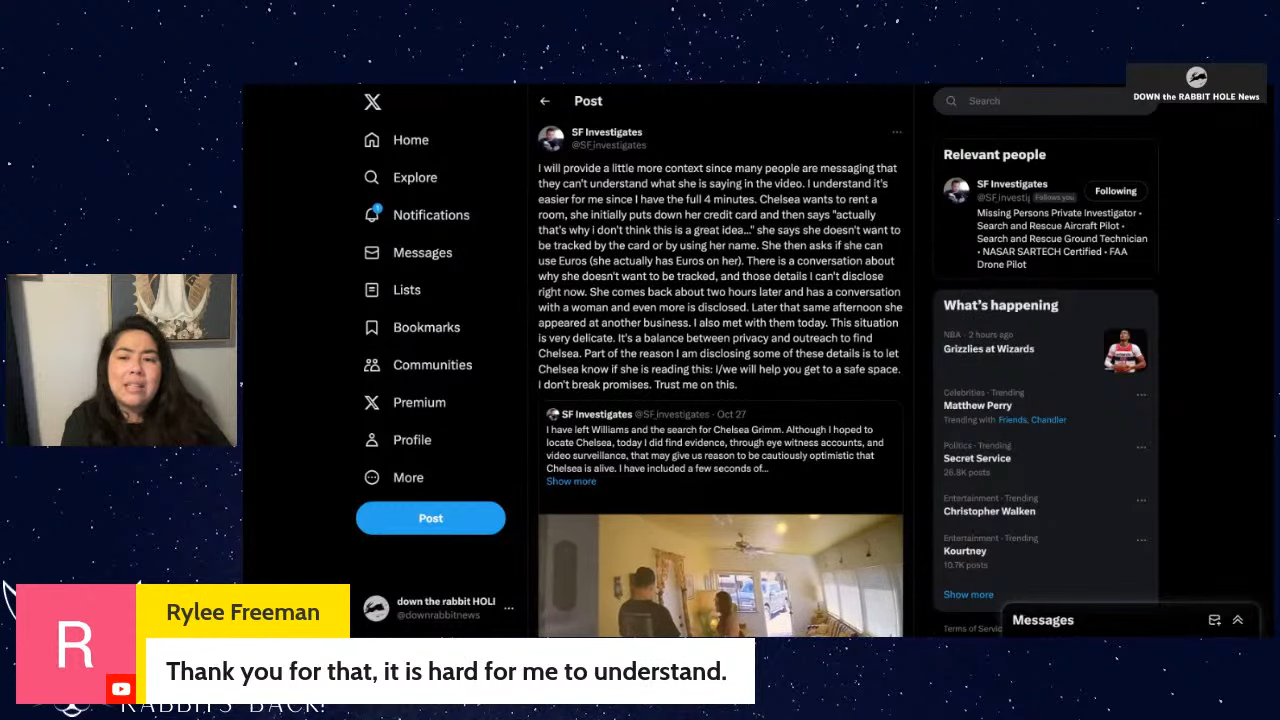 DOWN the RABBIT HOLE News
Home
Explore
1
Notifications
Messages
Lists
Bookmarks
Communities
Premium
Profile
More
Post
down the rabbit HOLE
@downrabbitnews
Post
SF Investigates
@SF_investigates
I will provide a little more context since many people are messaging that
they can't understand what she is saying in the video. I understand it's
easier for me since I have the full 4 minutes. Chelsea wants to rent a
room, she initially puts down her credit card and then says "actually
that's why i don't think this is a great idea..." she says she doesn't want to
be tracked by the card or by using her name. She then asks if she can
use Euros (she actually has Euros on her). There is a conversation about
why she doesn't want to be tracked, and those details I can't disclose
right now. She comes back about two hours later and has a conversation
with a woman and even more is disclosed. Later that same afternoon she
appeared at another business. I also met with them today. This situation
is very delicate. It's a balance between privacy and outreach to find
Chelsea. Part of the reason I am disclosing some of these details is to let
Chelsea know if she is reading this: I/we will help you get to a safe space.
I don't break promises. Trust me on this.
SF Investigates @SF_investigates · Oct 27
I have left Williams and the search for Chelsea Grimm. Although I hoped to
locate Chelsea, today I did find evidence, through eye witness accounts, and
video surveillance, that may give us reason to be cautiously optimistic that
Chelsea is alive. I have included a few seconds of...
Show more
Search
Relevant people
SF Investigates
@SF_investig Follows you
Following
Missing Persons Private Investigator •
Search and Rescue Aircraft Pilot •
Search and Rescue Ground Technician
• NASAR SARTECH Certified • FAA
Drone Pilot
What's happening
NBA · 2 hours ago
Grizzlies at Wizards
Celebrities · Trending
Matthew Perry
Trending with Friends, Chandler
Politics · Trending
Secret Service
26.8K posts
Entertainment · Trending
Christopher Walken
Entertainment · Trending
Kourtney
10.7K posts
Show more
Terms of Servic
Messages
R
Rylee Freeman
Thank you for that, it is hard for me to understand.
RABBITS BACK!